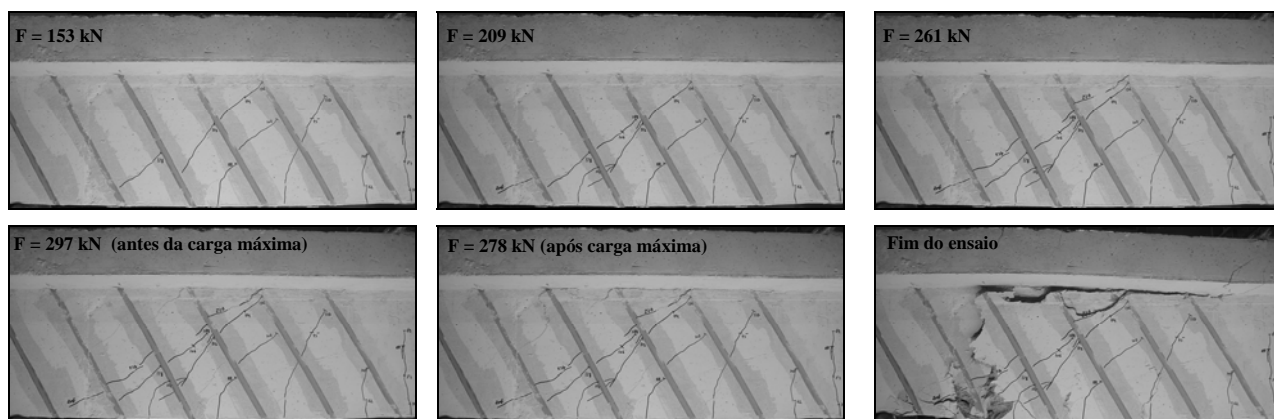 F = 153 kN
F = 209 kN
F = 261 kN
F = 297 kN (antes da carga máxima)
F = 278 kN (após carga máxima)
Fim do ensaio